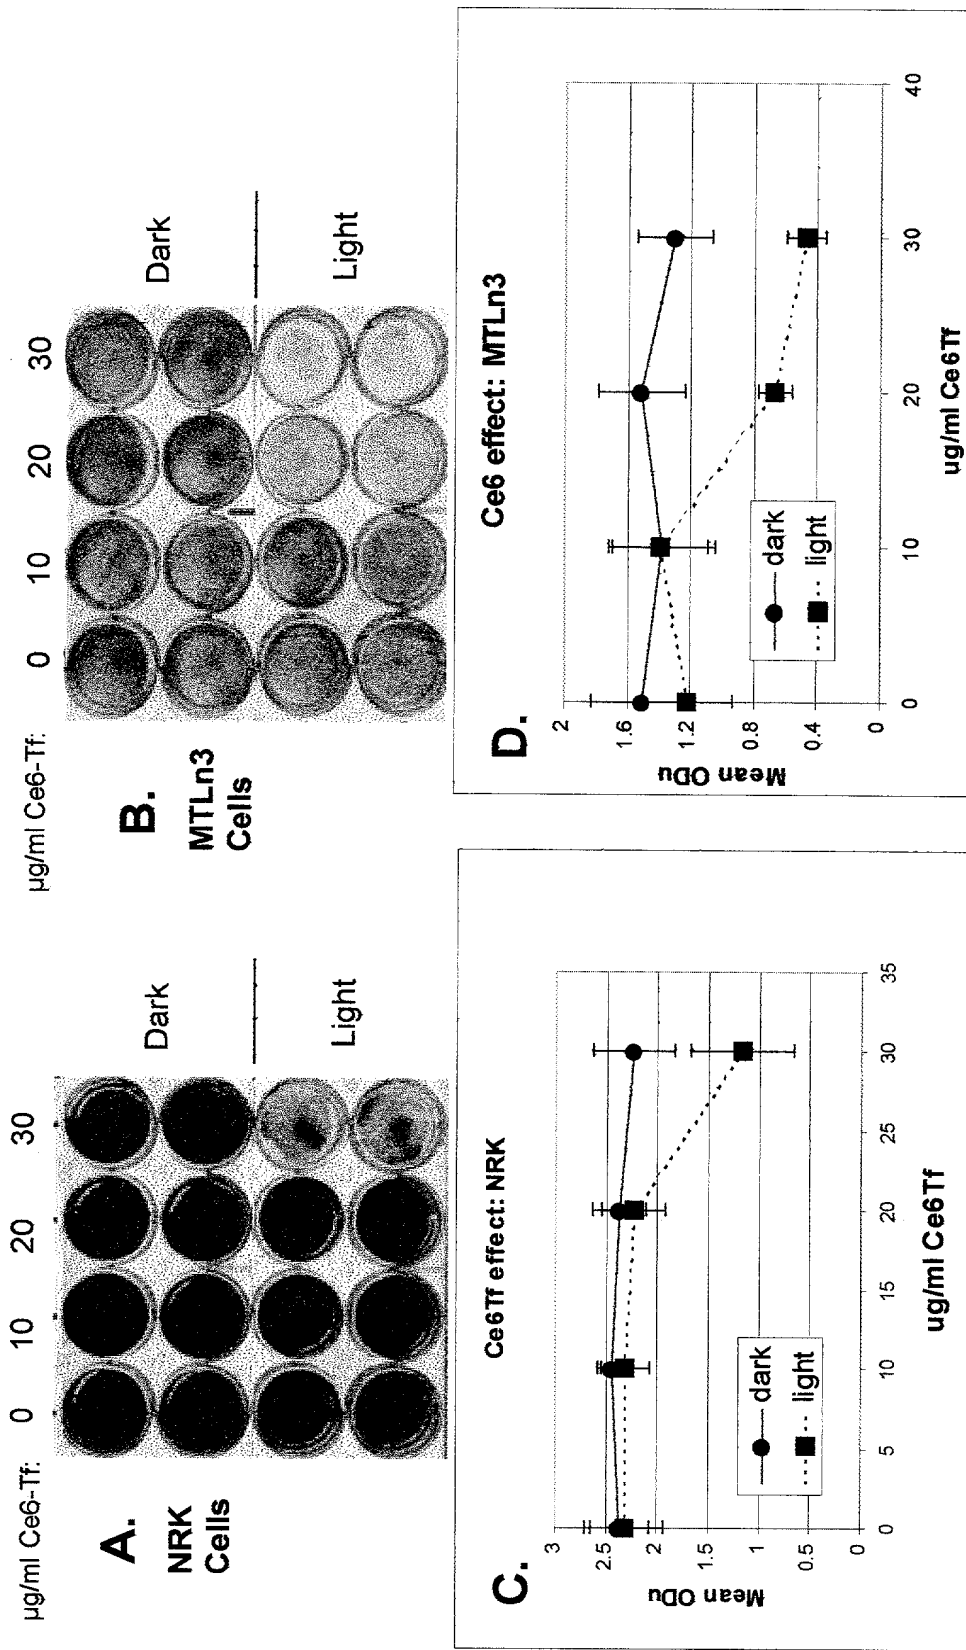 µg/ml Ce6-Tf: 0 10 20 30
A.
NRK
Cells
Dark
Light
µg/ml Ce6-Tf: 0 10 20 30
B.
MTLn3
Cells
Dark
Light
C.
Ce6Tf effect: NRK
Mean ODu
3
2.5
2
1.5
1
0.5
0
0 5 10 15 20 25 30 35
ug/ml Ce6Tf
dark
light
D.
Ce6 effect: MTLn3
Mean ODu
2
1.6
1.2
0.8
0.4
0
0 10 20 30 40
ug/ml Ce6Tf
dark
light